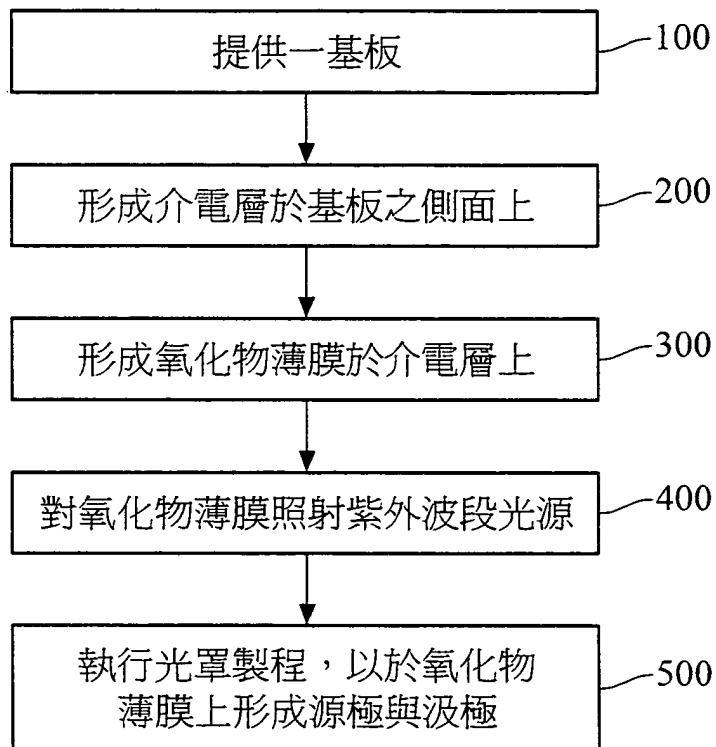 提供一基板
100
形成介電層於基板之側面上
200
形成氧化物薄膜於介電層上
300
對氧化物薄膜照射紫外波段光源
400
執行光罩製程，以於氧化物
薄膜上形成源極與汲極
500